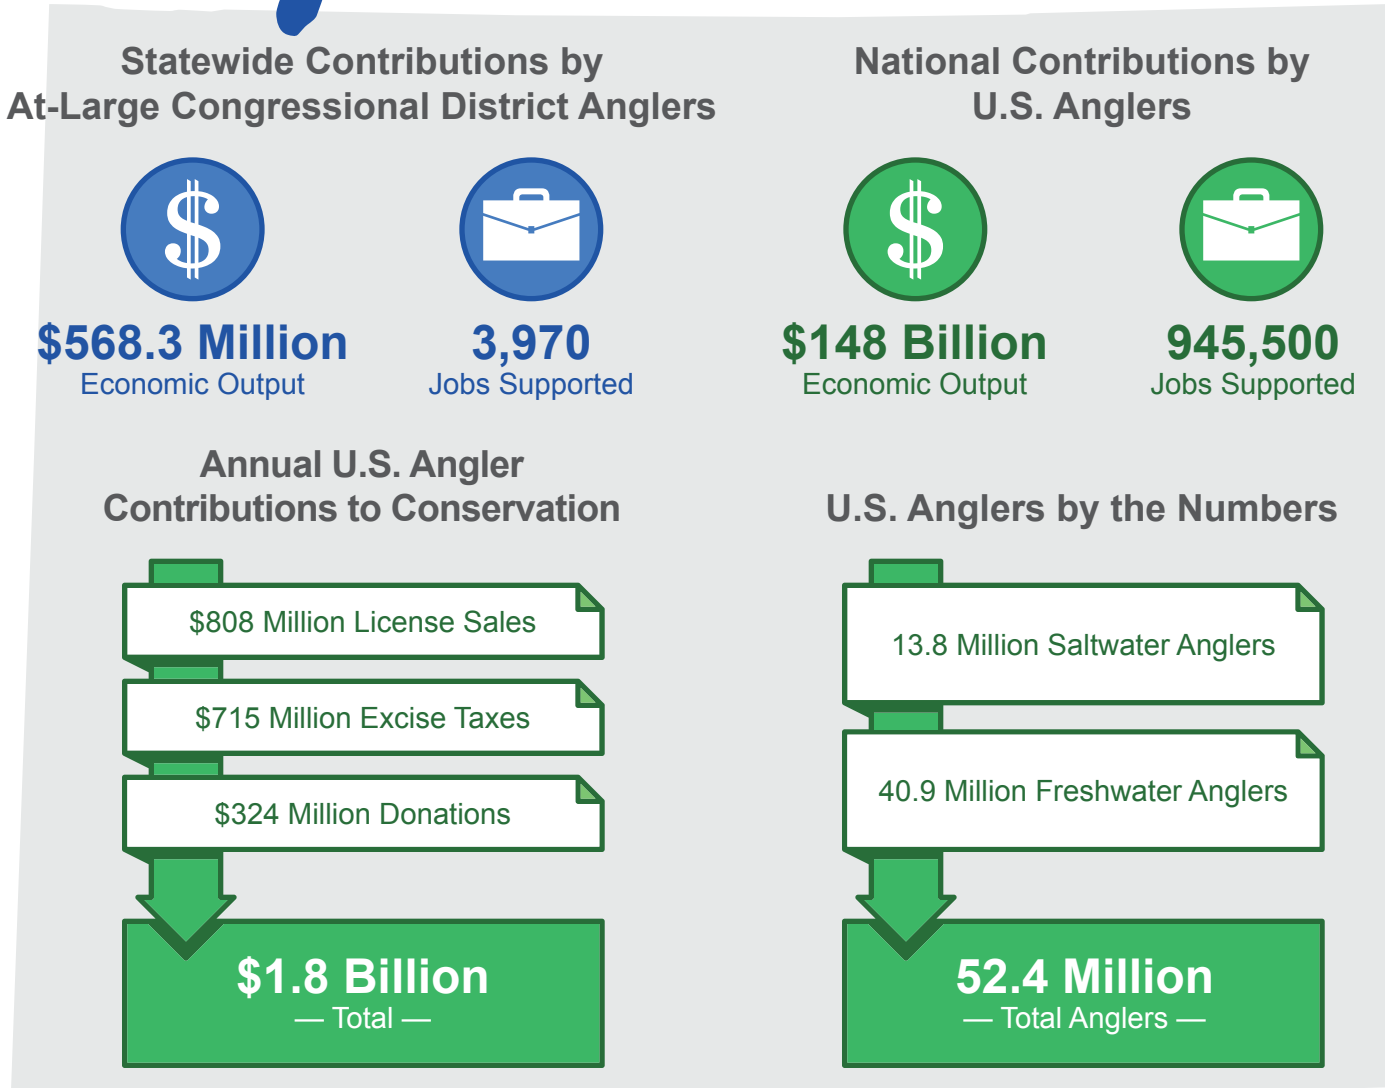 Statewide Contributions by
At-Large Congressional District Anglers
$568.3 Million
Economic Output
3,970
Jobs Supported
National Contributions by
U.S. Anglers
$148 Billion
Economic Output
945,500
Jobs Supported
Annual U.S. Angler
Contributions to Conservation
$808 Million License Sales
$715 Million Excise Taxes
$324 Million Donations
$1.8 Billion
— Total —
U.S. Anglers by the Numbers
13.8 Million Saltwater Anglers
40.9 Million Freshwater Anglers
52.4 Million
— Total Anglers —